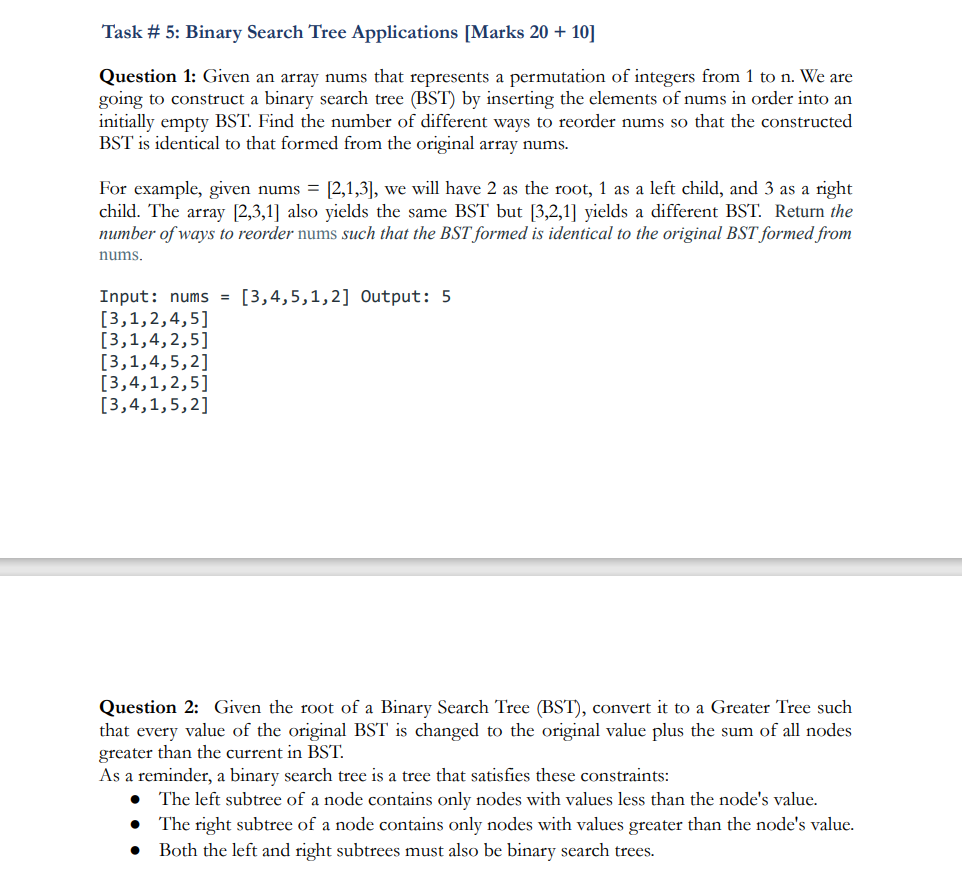 Task # 5: Binary Search Tree Applications [Marks 20 + 10]
Question 1: Given an array nums that represents a permutation of integers from 1 to n. We are
going to construct a binary search tree (BST) by inserting the elements of nums in order into an
initially empty BST. Find the number of different ways to reorder nums so that the constructed
BST is identical to that formed from the original array nums.
For example, given nums = [2,1,3], we will have 2 as the root, 1 as a left child, and 3 as a right
child. The array [2,3,1] also yields the same BST but [3,2,1] yields a different BST. Return the
number of ways to reorder nums such that the BST formed is identical to the original BST formed from
nums.
Input: nums = [3,4,5,1,2] Output: 5
[3,1,2,4,5]
[3,1,4,2,5]
[3,1,4,5,2]
[3,4,1,2,5]
[3,4,1,5,2]
Question 2: Given the root of a Binary Search Tree (BST), convert it to a Greater Tree such
that every value of the original BST is changed to the original value plus the sum of all nodes
greater than the current in BST.
As a reminder, a binary search tree is a tree that satisfies these constraints:
● The left subtree of a node contains only nodes with values less than the node's value.
● The right subtree of a node contains only nodes with values greater than the node's value.
● Both the left and right subtrees must also be binary search trees.